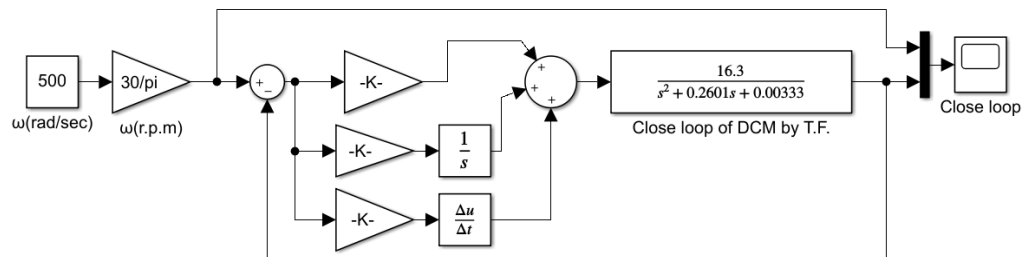 500
ω(rad/sec)
30/pi
ω(r.p.m)
+
−
-K-
-K-
1
s
-K-
Δu
Δt
+
+
+
16.3
s² + 0.2601s + 0.00333
Close loop of DCM by T.F.
Close loop